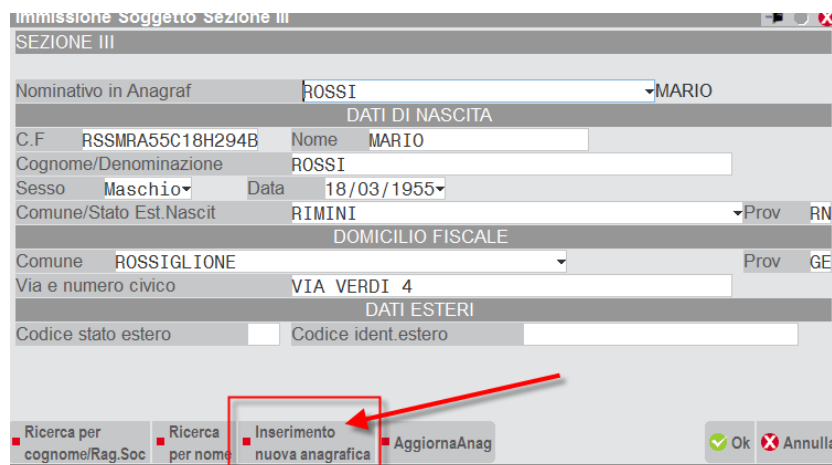 Immissione Soggetto Sezione III
SEZIONE III
Nominativo in Anagraf ROSSI MARIO
DATI DI NASCITA
C.F RSSMRA55C18H294B Nome MARIO
Cognome/Denominazione ROSSI
Sesso Maschio Data 18/03/1955
Comune/Stato Est.Nascit RIMINI Prov RN
DOMICILIO FISCALE
Comune ROSSIGLIONE Prov GE
Via e numero civico VIA VERDI 4
DATI ESTERI
Codice stato estero Codice ident.estero
Ricerca per Ricerca Inserimento
cognome/Rag.Soc per nome nuova anagrafica AggiornaAnag Ok Annulla